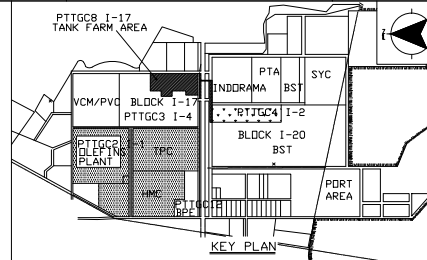 PTTGC8 I-17
TANK FARM AREA
PTA
SYC
INDORAMA
BST
VCM/PVC
BLOCK I-17
PTTGC3 I-4
PTTGC4 I-2
BLOCK I-20
BST
PTTGC2 I-1
OLEFINS
PLANT
TPC
HMC
PTTGC12
BPE
PORT
AREA
KEY PLAN